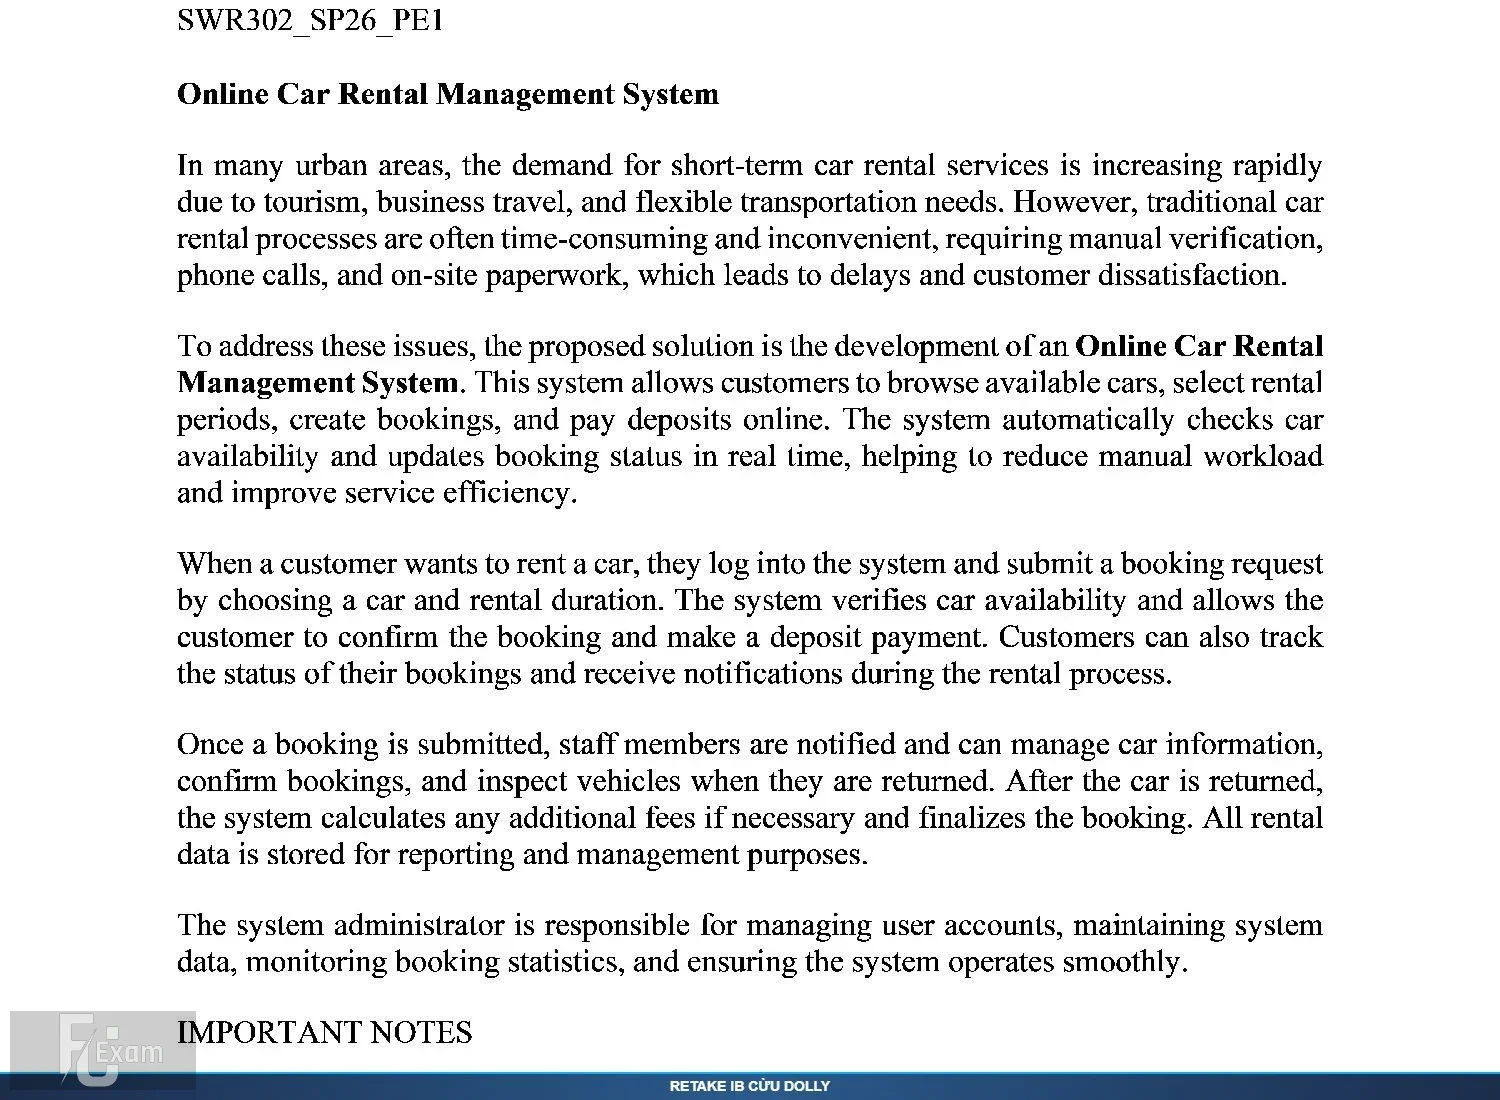 SWR302_SP26_PE1
Online Car Rental Management System
In many urban areas, the demand for short-term car rental services is increasing rapidly
due to tourism, business travel, and flexible transportation needs. However, traditional car
rental processes are often time-consuming and inconvenient, requiring manual verification,
phone calls, and on-site paperwork, which leads to delays and customer dissatisfaction.
To address these issues, the proposed solution is the development of an Online Car Rental
Management System. This system allows customers to browse available cars, select rental
periods, create bookings, and pay deposits online. The system automatically checks car
availability and updates booking status in real time, helping to reduce manual workload
and improve service efficiency.
When a customer wants to rent a car, they log into the system and submit a booking request
by choosing a car and rental duration. The system verifies car availability and allows the
customer to confirm the booking and make a deposit payment. Customers can also track
the status of their bookings and receive notifications during the rental process.
Once a booking is submitted, staff members are notified and can manage car information,
confirm bookings, and inspect vehicles when they are returned. After the car is returned,
the system calculates any additional fees if necessary and finalizes the booking. All rental
data is stored for reporting and management purposes.
The system administrator is responsible for managing user accounts, maintaining system
data, monitoring booking statistics, and ensuring the system operates smoothly.
IMPORTANT NOTES
FU Exam
RETAKE IB CỪU DOLLY